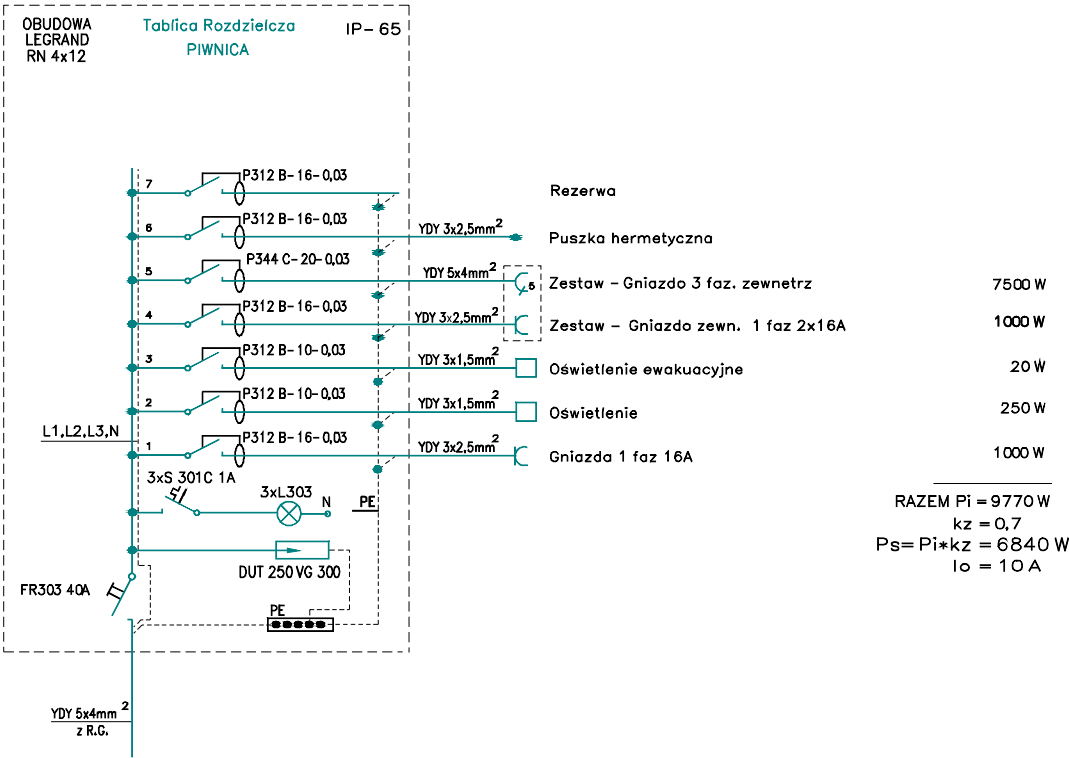 OBUDOWA
LEGRAND
RN 4x12
Tablica Rozdzielcza
PIWNICA
IP-65
7
P312 B-16-0,03
Rezerwa
6
P312 B-16-0,03
YDY 3x2,5mm²
Puszka hermetyczna
5
P344 C-20-0,03
YDY 5x4mm²
5
Zestaw - Gniazdo 3 faz. zewnetrz
7500 W
4
P312 B-16-0,03
YDY 3x2,5mm²
Zestaw - Gniazdo zewn. 1 faz 2x16A
1000 W
3
P312 B-10-0,03
YDY 3x1,5mm²
Oświetlenie ewakuacyjne
20 W
2
P312 B-10-0,03
YDY 3x1,5mm²
Oświetlenie
250 W
L1,L2,L3,N
1
P312 B-16-0,03
YDY 3x2,5mm²
Gniazda 1 faz 16A
1000 W
3xS 301C 1A
3xL303
N
PE
RAZEM Pi = 9770 W
kz = 0,7
Ps=Pi*kz = 6840 W
Io = 10 A
DUT 250 VG 300
FR303 40A
PE
YDY 5x4mm²
z R.G.